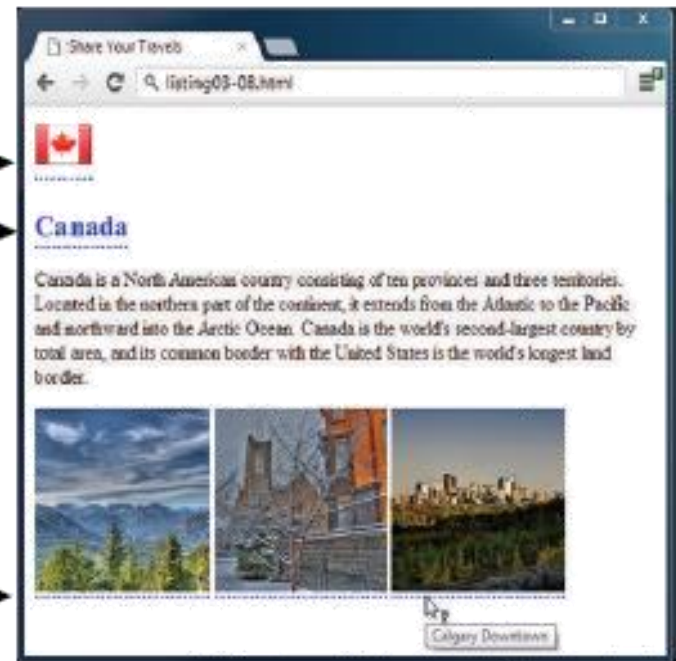 Share Your Travels
listing03-08.html
Canada
Canada is a North American country consisting of ten provinces and three territories.
Located in the northern part of the continent, it extends from the Atlantic to the Pacific
and northward into the Arctic Ocean. Canada is the world's second-largest country by
total area, and its common border with the United States is the world's longest land
border.
Calgary Downtown